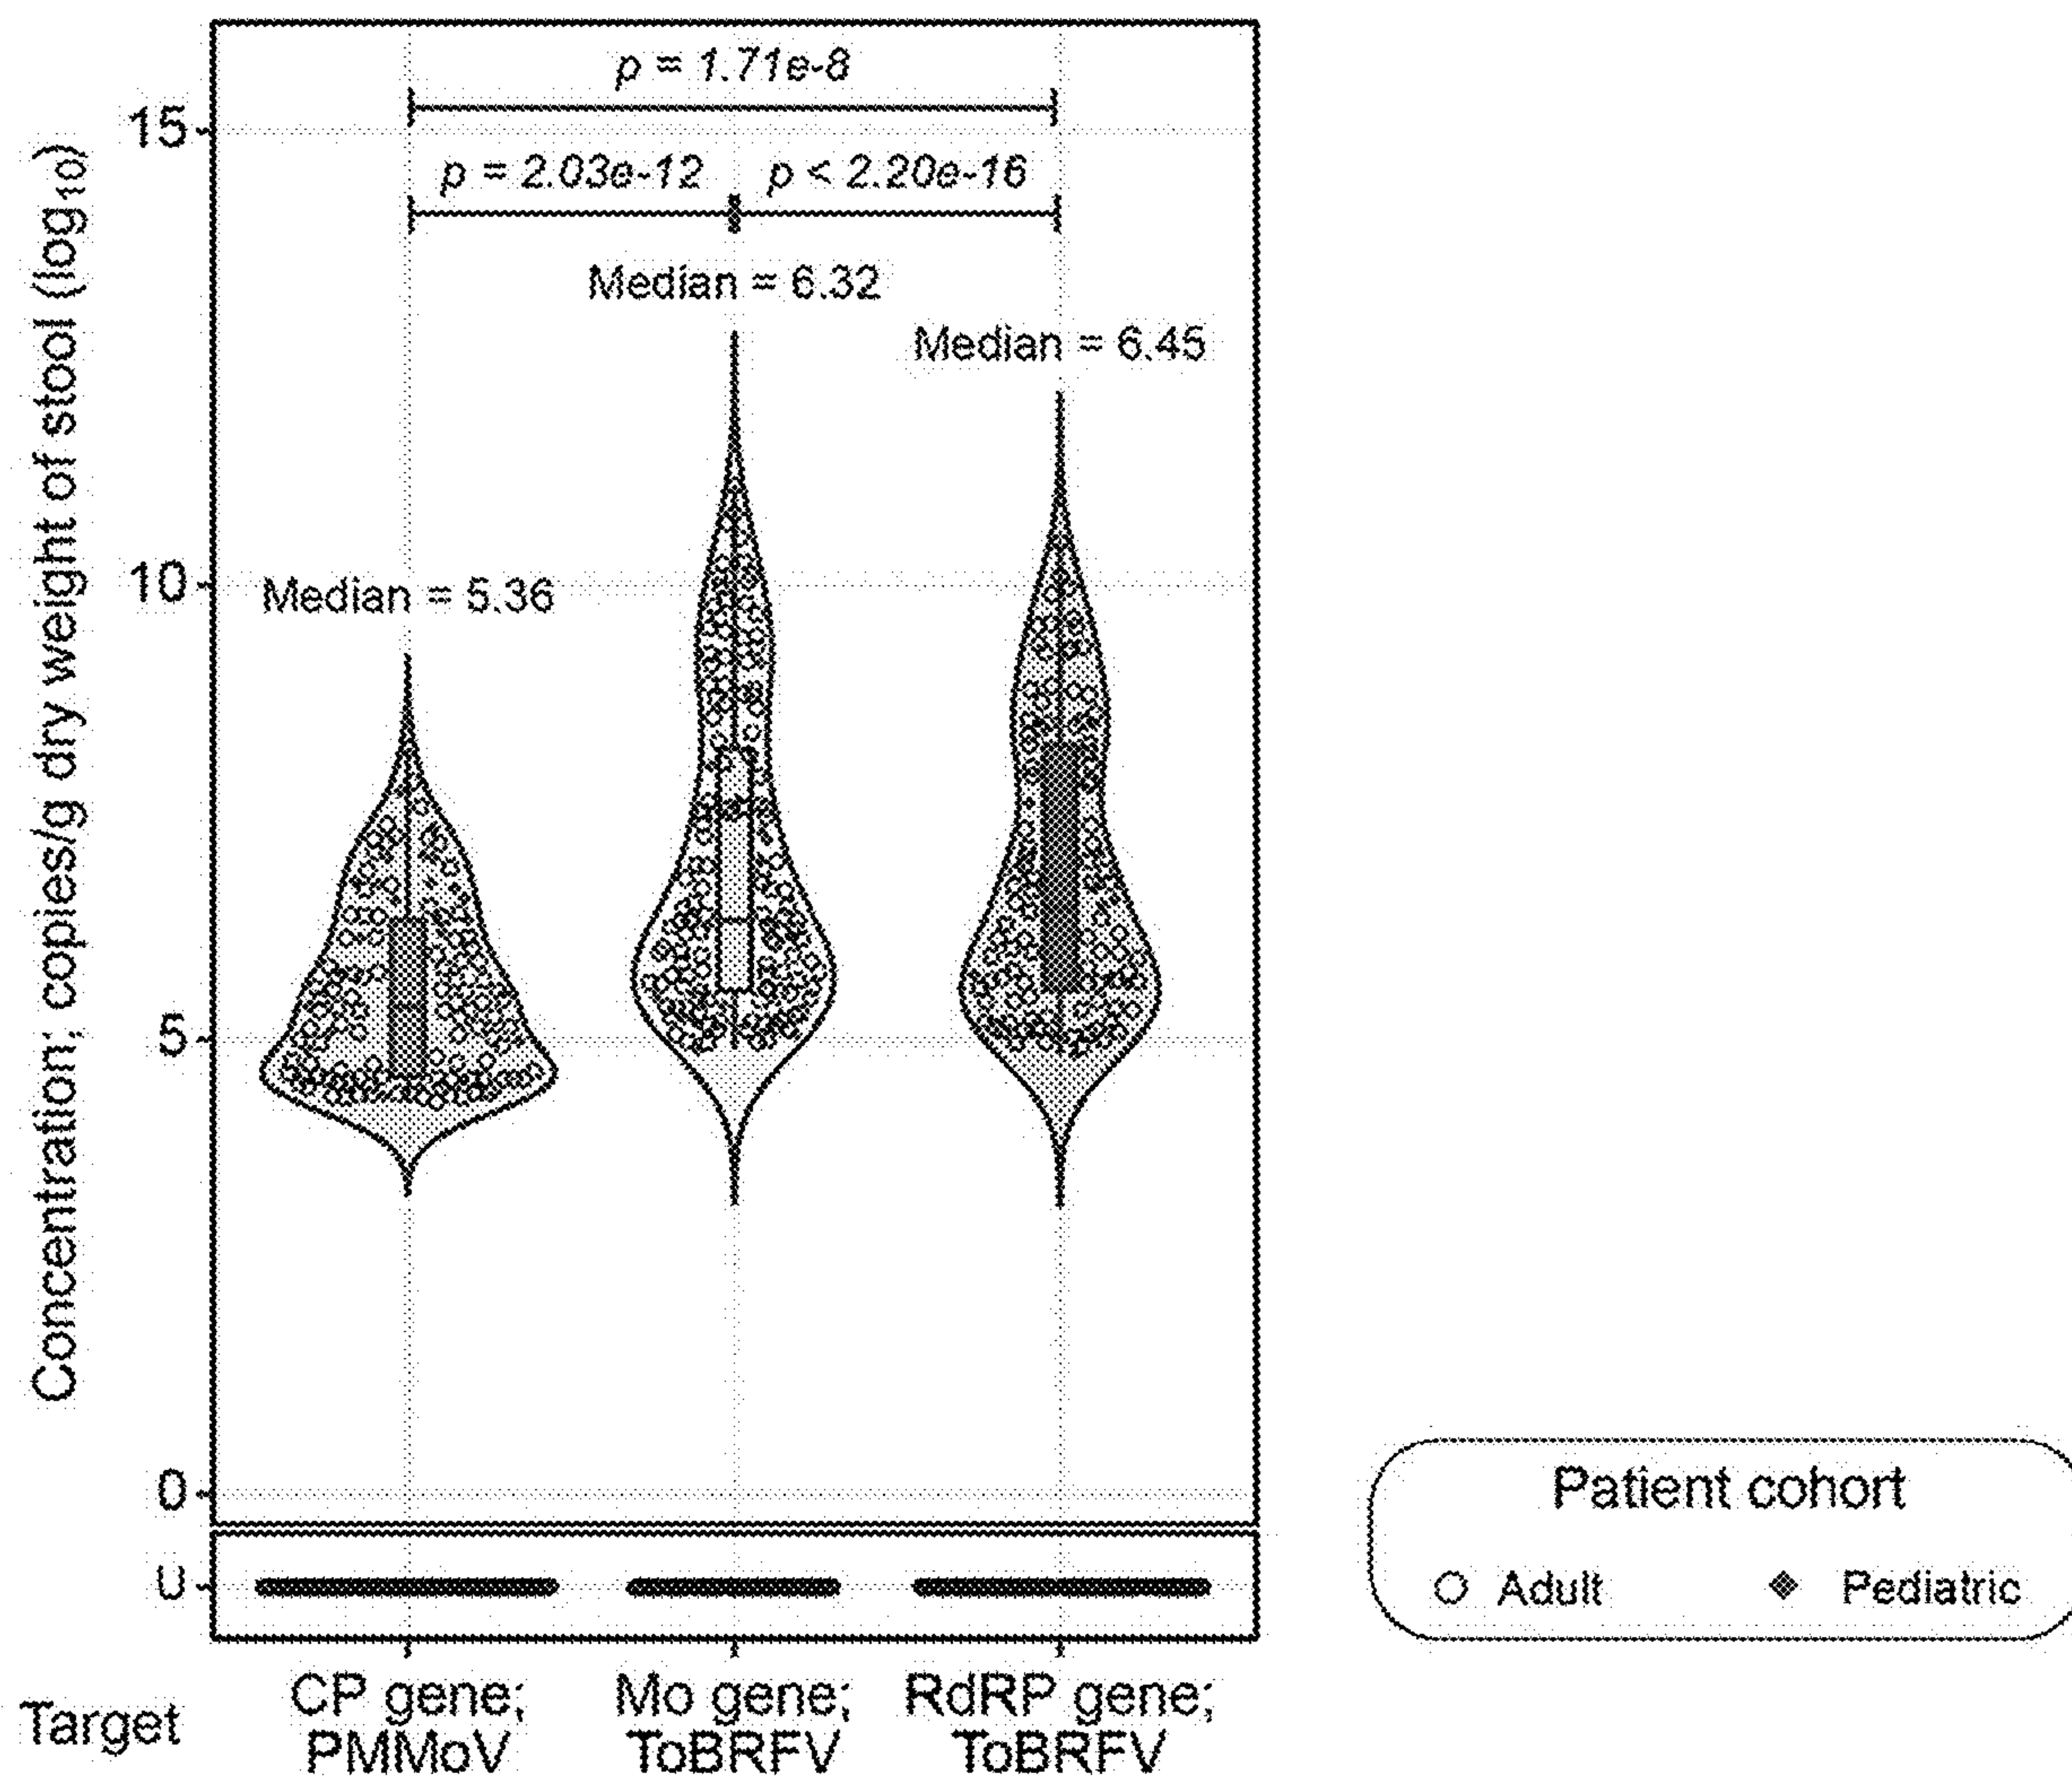 Concentration; copies/g dry weight of stool (log10)
15
10
5
0
U
p = 1.71e-8
p = 2.03e-12
p < 2.20e-16
Median = 6.32
Median = 6.45
Median = 5.36
Patient cohort
Adult
Pediatric
Target
CP gene;
PMMoV
Mo gene;
ToBRFV
RdRP gene;
ToBRFV